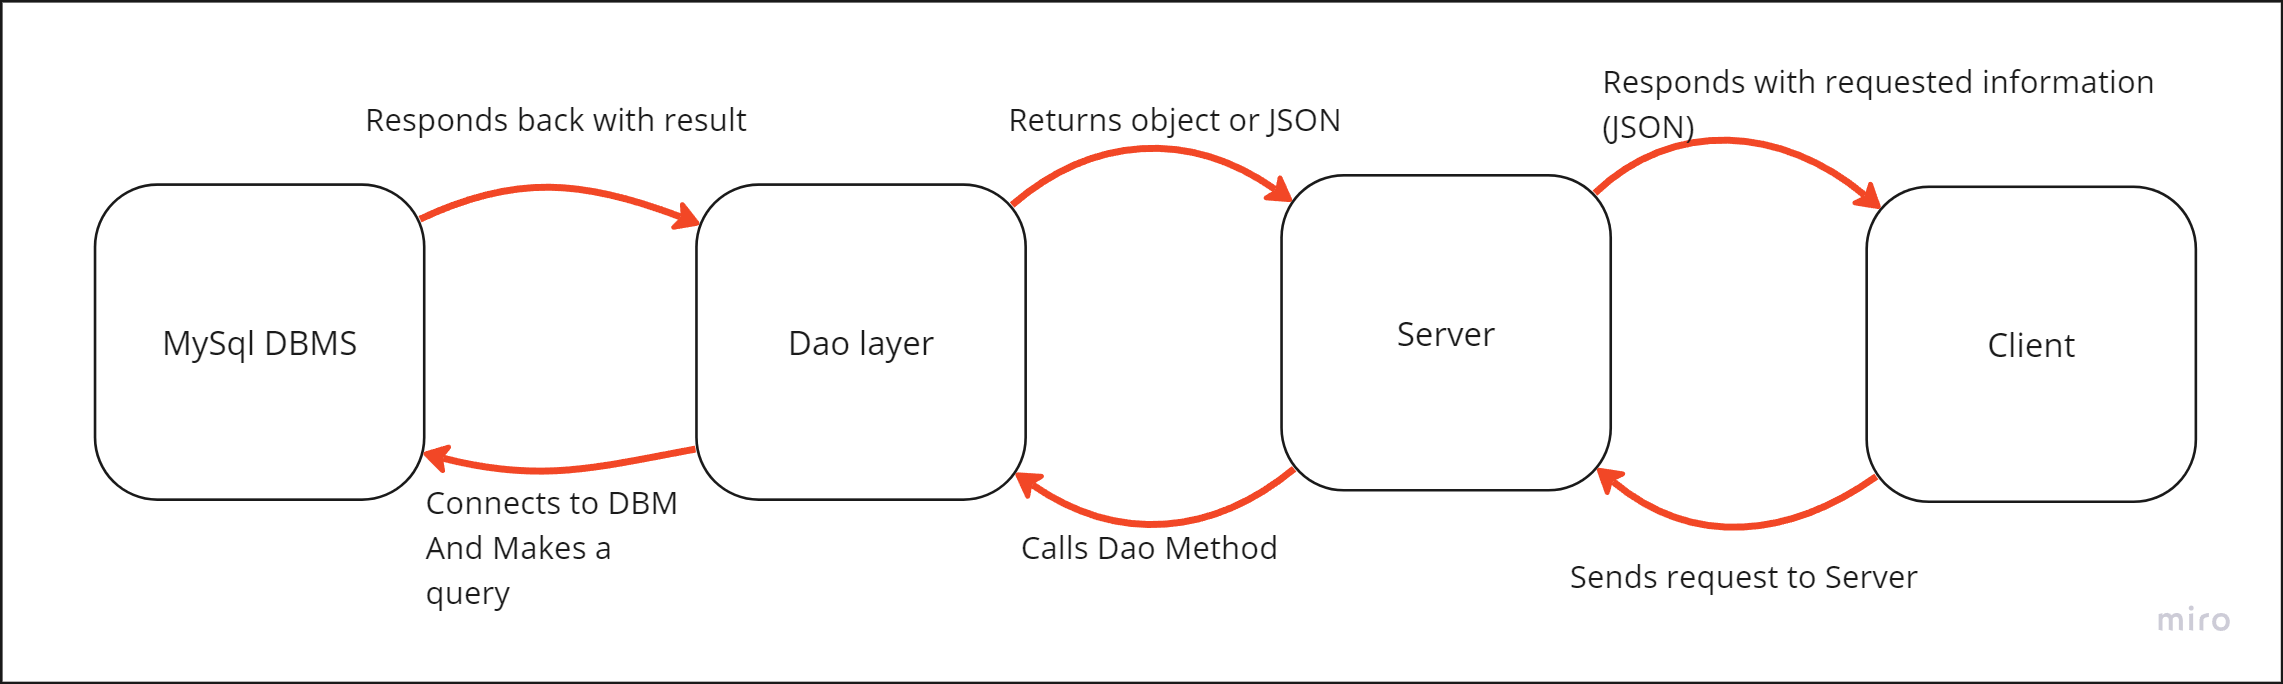 Responds with requested information
(JSON)
Responds back with result
Returns object or JSON
MySql DBMS
Dao layer
Server
Client
Connects to DBM
And Makes a
query
Calls Dao Method
Sends request to Server
miro